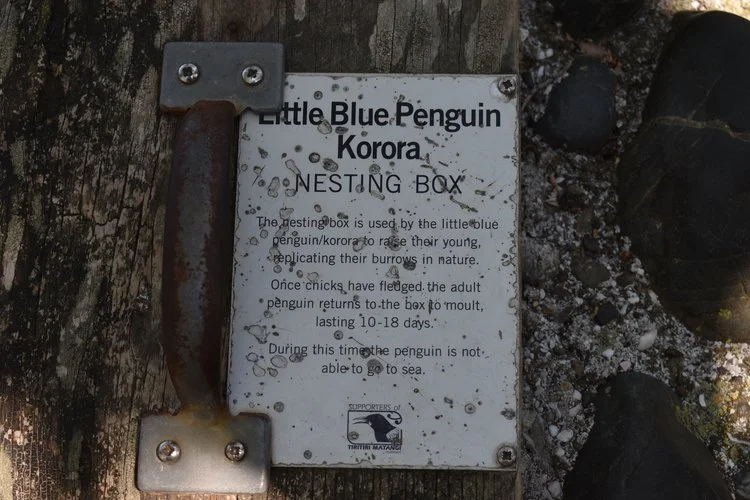 Little Blue Penguin
Korora
NESTING BOX
The nesting box is used by the little blue
penguin/korora to raise their young,
replicating their burrows in nature.
Once chicks have fledged the adult
penguin returns to the box to moult,
lasting 10-18 days.
During this time the penguin is not
able to go to sea.
SUPPORTERS of
TIRITIRI MATANGI